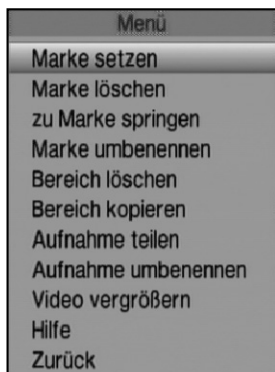 Menü
Marke setzen
Marke löschen
zu Marke springen
Marke umbenennen
Bereich löschen
Bereich kopieren
Aufnahme teilen
Aufnahme umbenennen
Video vergrößern
Hilfe
Zurück